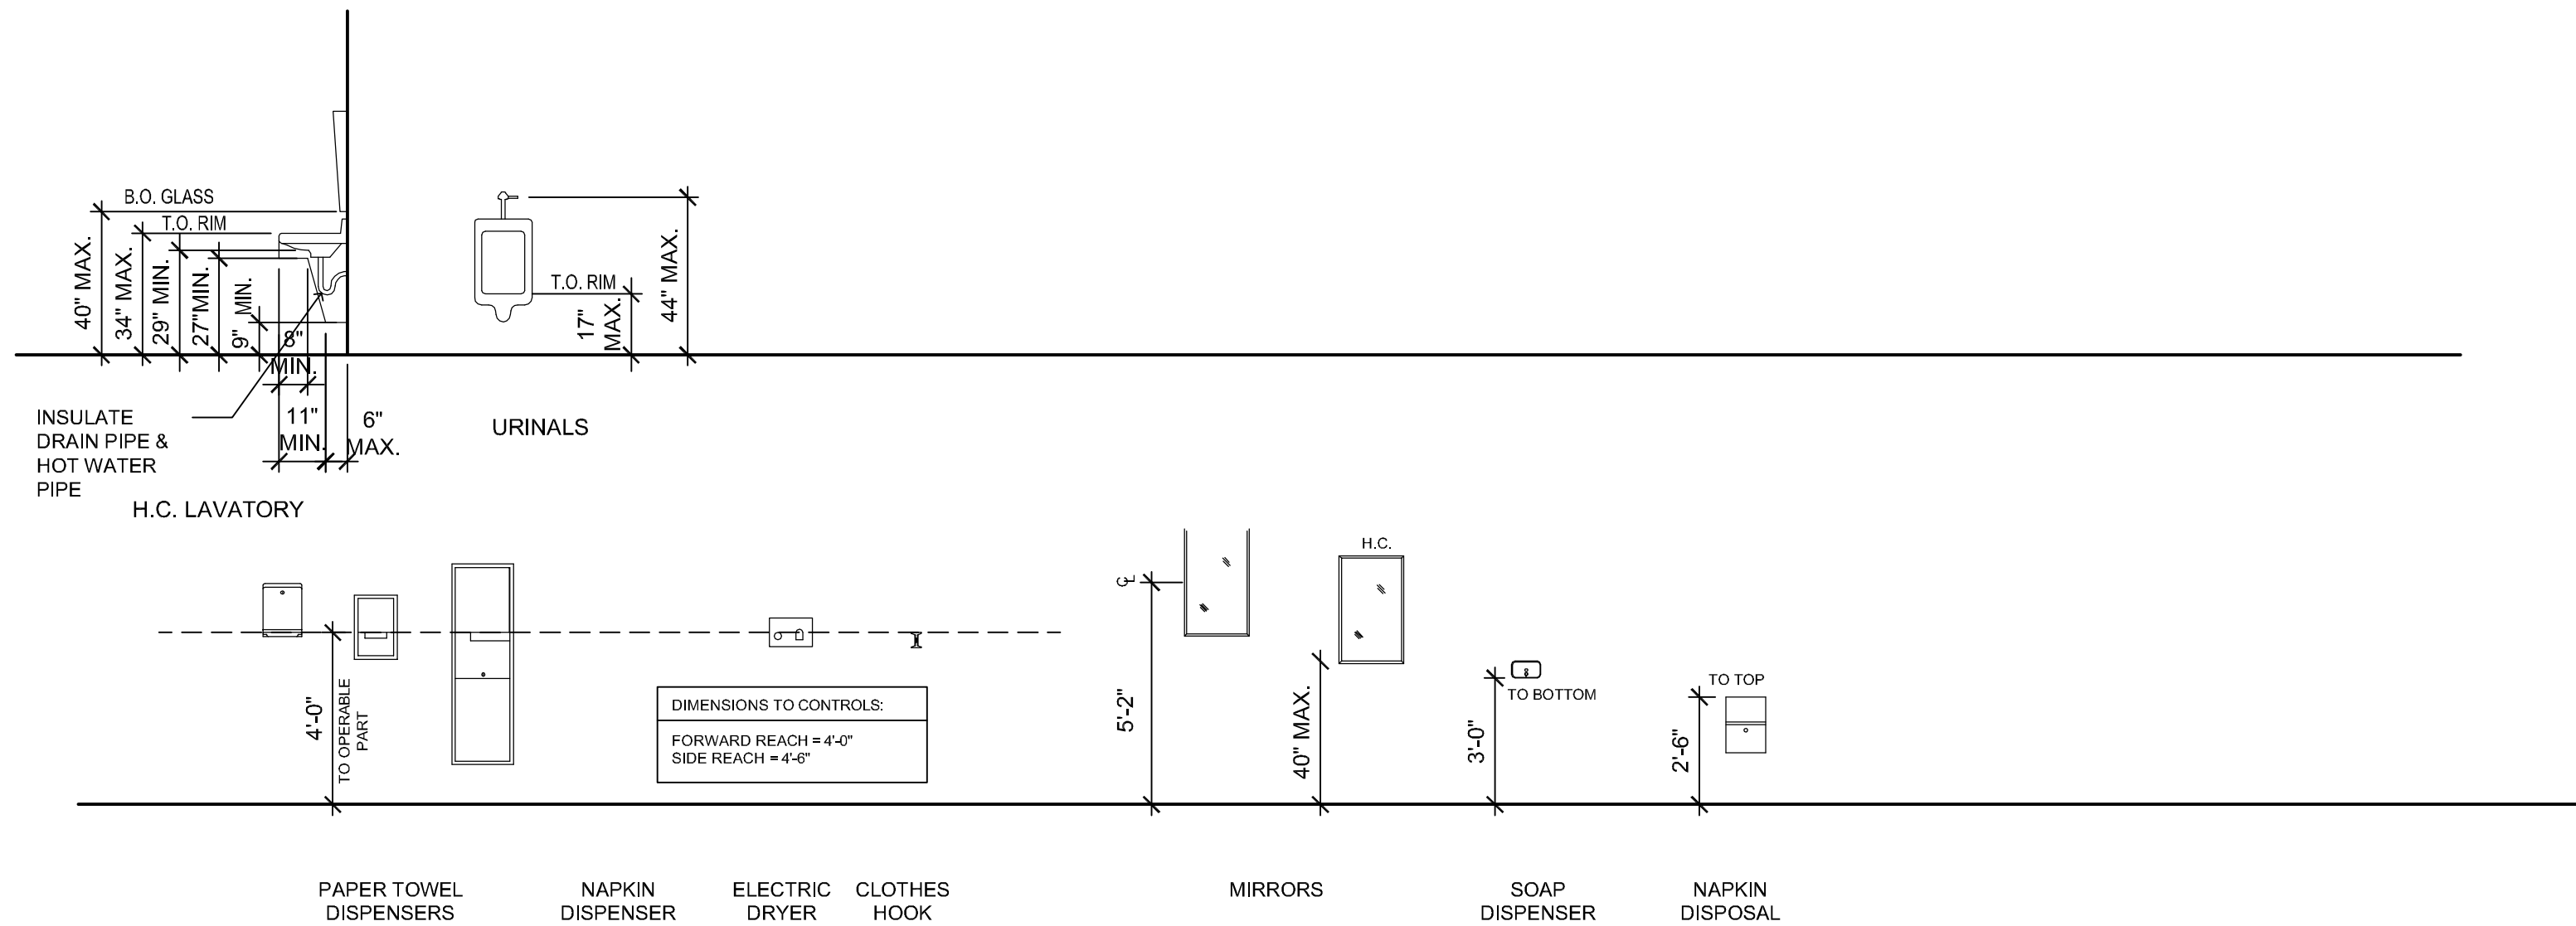 B.O. GLASS
T.O. RIM
40" MAX.
34" MAX.
29" MIN.
27"MIN.
9" MIN.
8"
MIN.
11"
MIN.
6"
MAX.
INSULATE
DRAIN PIPE &
HOT WATER
PIPE
H.C. LAVATORY
T.O. RIM
17"
MAX.
44" MAX.
URINALS
4'-0"
TO OPERABLE
PART
DIMENSIONS TO CONTROLS:
FORWARD REACH = 4'-0"
SIDE REACH = 4'-6"
CL
5'-2"
H.C.
40" MAX.
3'-0"
TO BOTTOM
2'-6"
TO TOP
PAPER TOWEL
DISPENSERS
NAPKIN
DISPENSER
ELECTRIC
DRYER
CLOTHES
HOOK
MIRRORS
SOAP
DISPENSER
NAPKIN
DISPOSAL